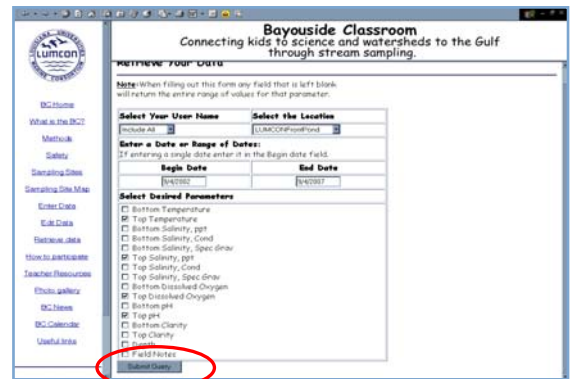 Bayouside Classroom
Connecting kids to science and watersheds to the Gulf
through stream sampling.
LUMCON
BC Home
What is the BC?
Methods
Safety
Sampling Sites
Sampling Site Map
Enter Data
Edit Data
Retrieve data
How to participate
Teacher Resources
Photo gallery
BC News
BC Calendar
Useful links
Retrieve Your Data
Note: When filling out this form any field that is left blank
will return the entire range of values for that parameter.
Select Your User Name Select the Location
Include All LUMCONFrontPond
Enter a Date or Range of Dates:
If entering a single date enter it in the Begin date field.
Begin Date End Date
9/4/2002 9/4/2007
Select Desired Parameters
Bottom Temperature
Top Temperature
Bottom Salinity, ppt
Bottom Salinity, Cond
Bottom Salinity, Spec Grav
Top Salinity, ppt
Top Salinity, Cond
Top Salinity, Spec Grav
Bottom Dissolved Oxygen
Top Dissolved Oxygen
Bottom pH
Top pH
Bottom Clarity
Top Clarity
Depth
Field Notes
Submit Query